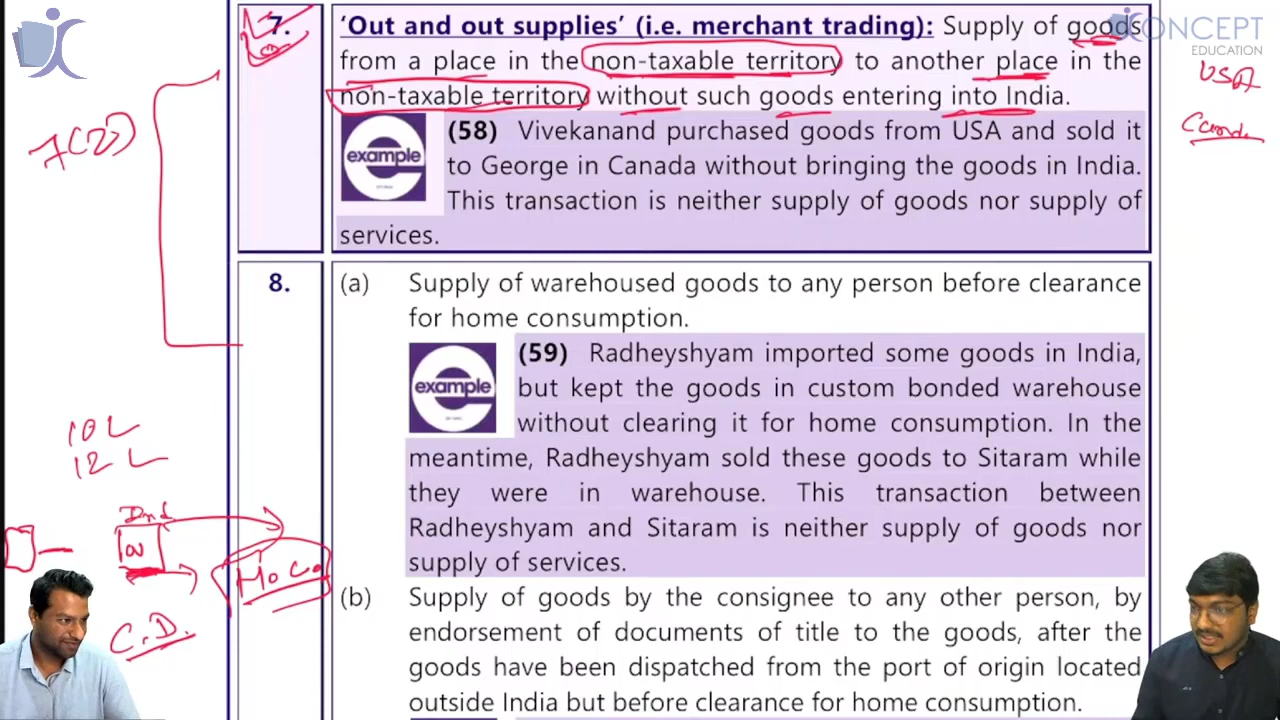 7.
'Out and out supplies' (i.e. merchant trading): Supply of goods
from a place in the non-taxable territory to another place in the
non-taxable territory without such goods entering into India.
example
(58) Vivekanand purchased goods from USA and sold it
to George in Canada without bringing the goods in India.
This transaction is neither supply of goods nor supply of
services.
8.
(a) Supply of warehoused goods to any person before clearance
for home consumption.
example
(59) Radheyshyam imported some goods in India,
but kept the goods in custom bonded warehouse
without clearing it for home consumption. In the
meantime, Radheyshyam sold these goods to Sitaram while
they were in warehouse. This transaction between
Radheyshyam and Sitaram is neither supply of goods nor
supply of services.
(b) Supply of goods by the consignee to any other person, by
endorsement of documents of title to the goods, after the
goods have been dispatched from the port of origin located
outside India but before clearance for home consumption.
CONCEPT
EDUCATION
USA
7(2)
10 L
12 L
W
Ho Co
C.D.